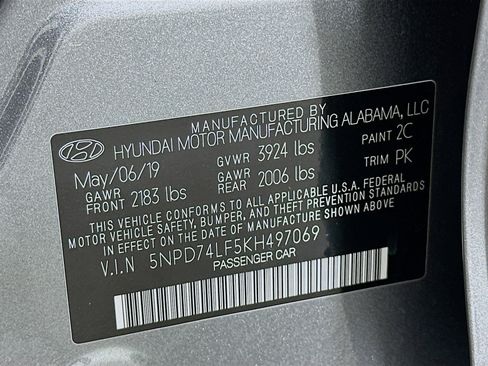 MANUFACTURED BY
HYUNDAI MOTOR MANUFACTURING ALABAMA, LLC
May/06/19 GVWR 3924 lbs PAINT 2C
GAWR FRONT 2183 lbs GAWR REAR 2006 lbs TRIM PK
THIS VEHICLE CONFORMS TO ALL APPLICABLE U.S.A. FEDERAL
MOTOR VEHICLE SAFETY, BUMPER, AND THEFT PREVENTION STANDARDS
IN EFFECT ON THE DATE OF MANUFACTURE SHOWN ABOVE.
V.I.N 5NPD74LF5KH497069
PASSENGER CAR